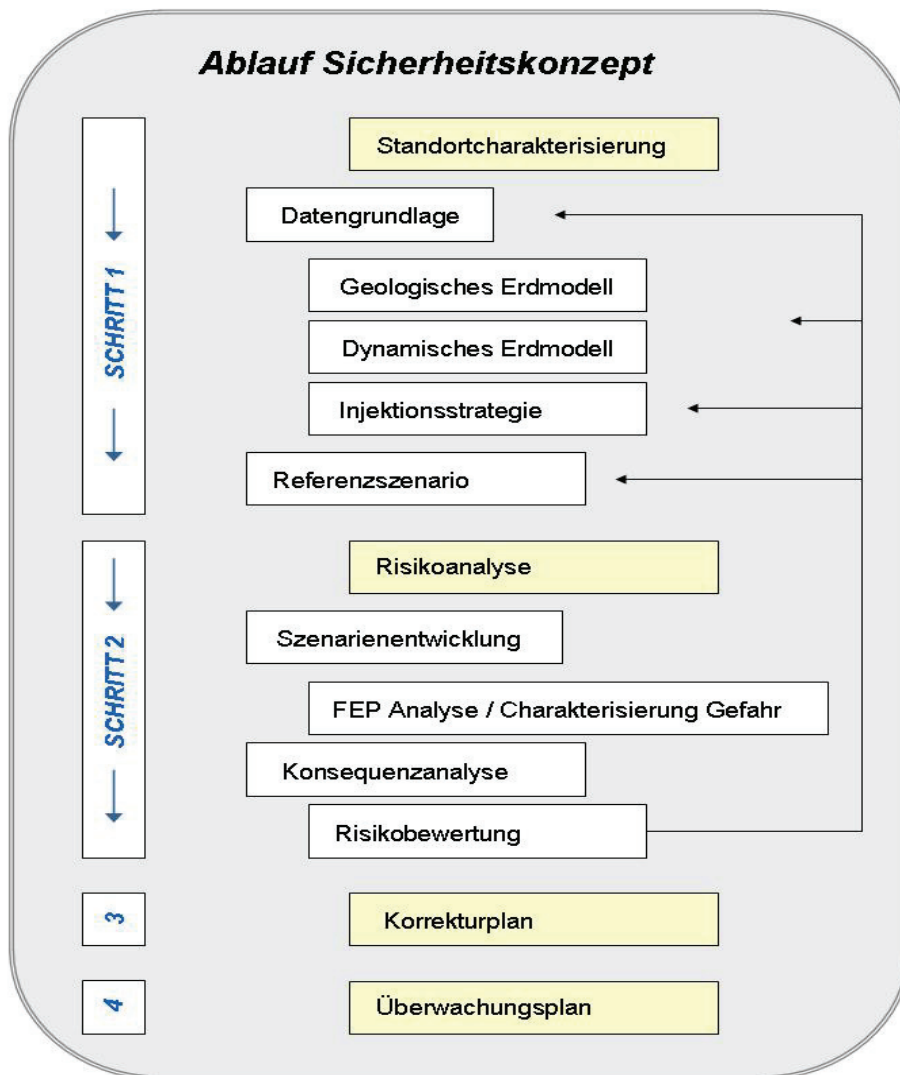 Ablauf Sicherheitskonzept
SCHRITT 1
Standortcharakterisierung
Datengrundlage
Geologisches Erdmodell
Dynamisches Erdmodell
Injektionsstrategie
Referenzszenario
SCHRITT 2
Risikoanalyse
Szenarienentwicklung
FEP Analyse / Charakterisierung Gefahr
Konsequenzanalyse
Risikobewertung
3
Korrekturplan
4
Überwachungsplan